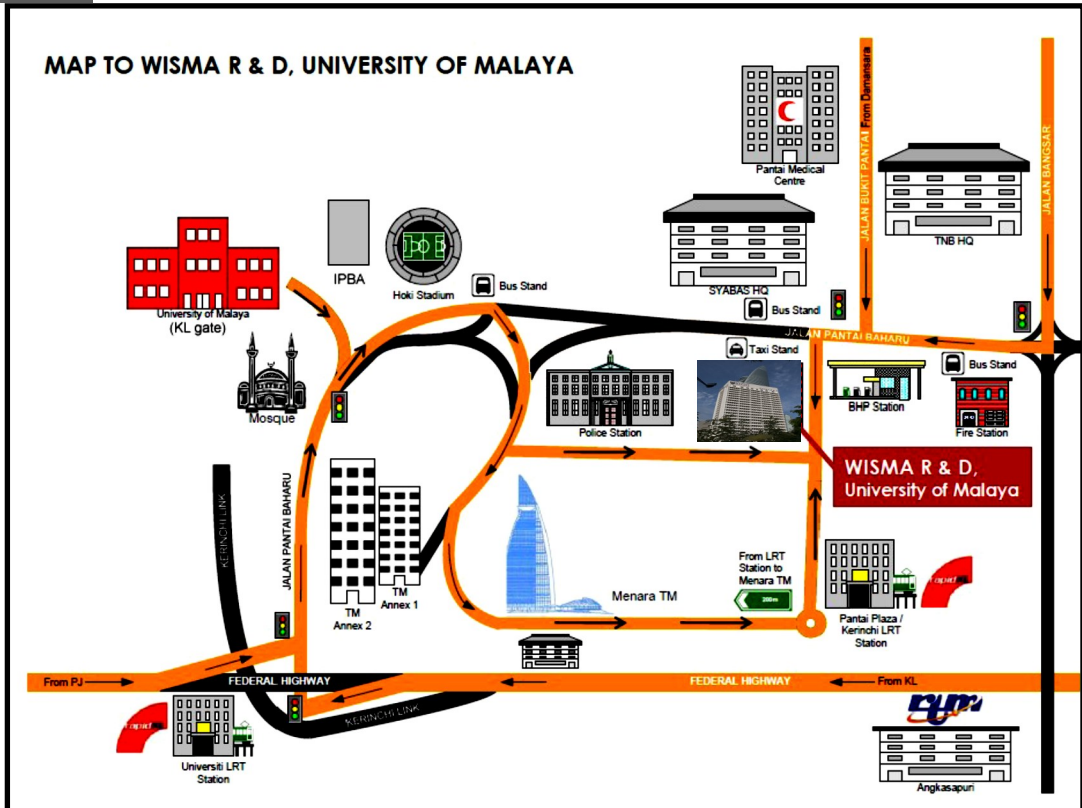 MAP TO WISMA R & D, UNIVERSITY OF MALAYA
From Damansara
JALAN BUKIT PANTAI
JALAN BANGSAR
Pantai Medical
Centre
TNB HQ
SYABAS HQ
IPBA
Hoki Stadium
Bus Stand
University of Malaya
(KL gate)
Bus Stand
JALAN PANTAI BAHARU
Taxi Stand
Bus Stand
Mosque
Police Station
BHP Station
Fire Station
WISMA R & D,
University of Malaya
KERINCHI LINK
JALAN PANTAI BAHARU
TM
Annex 1
TM
Annex 2
Menara TM
From LRT
Station to
Menara TM
200m
rapid
Pantai Plaza /
Kerinchi LRT
Station
From PJ
FEDERAL HIGHWAY
FEDERAL HIGHWAY
From KL
KERINCHI LINK
rapid
Universiti LRT
Station
Angkasapuri